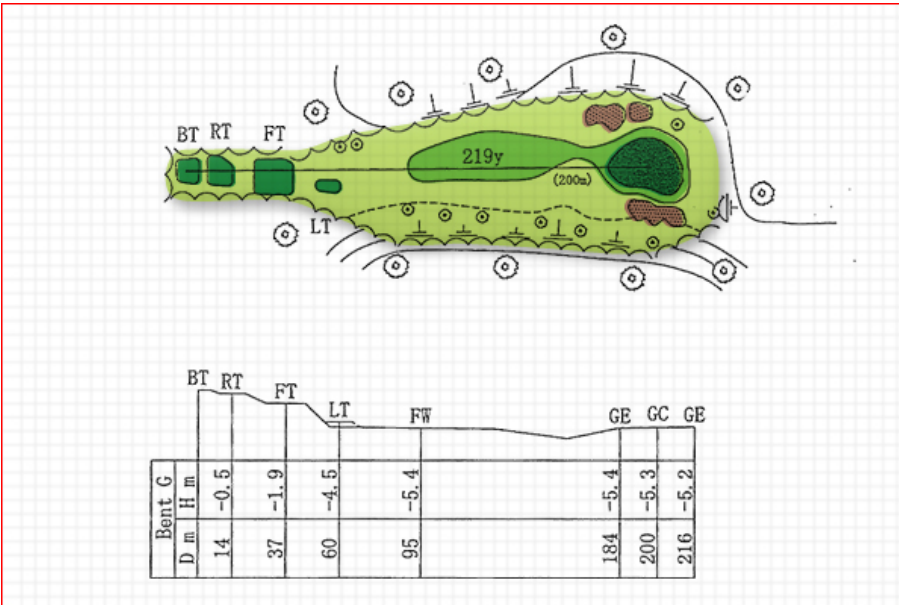 BT RT FT
219y
(200m)
LT
BT RT FT LT FW GE GC GE
Bent G
H m -0.5 -1.9 -4.5 -5.4 -5.4 -5.3 -5.2
D m 14 37 60 95 184 200 216